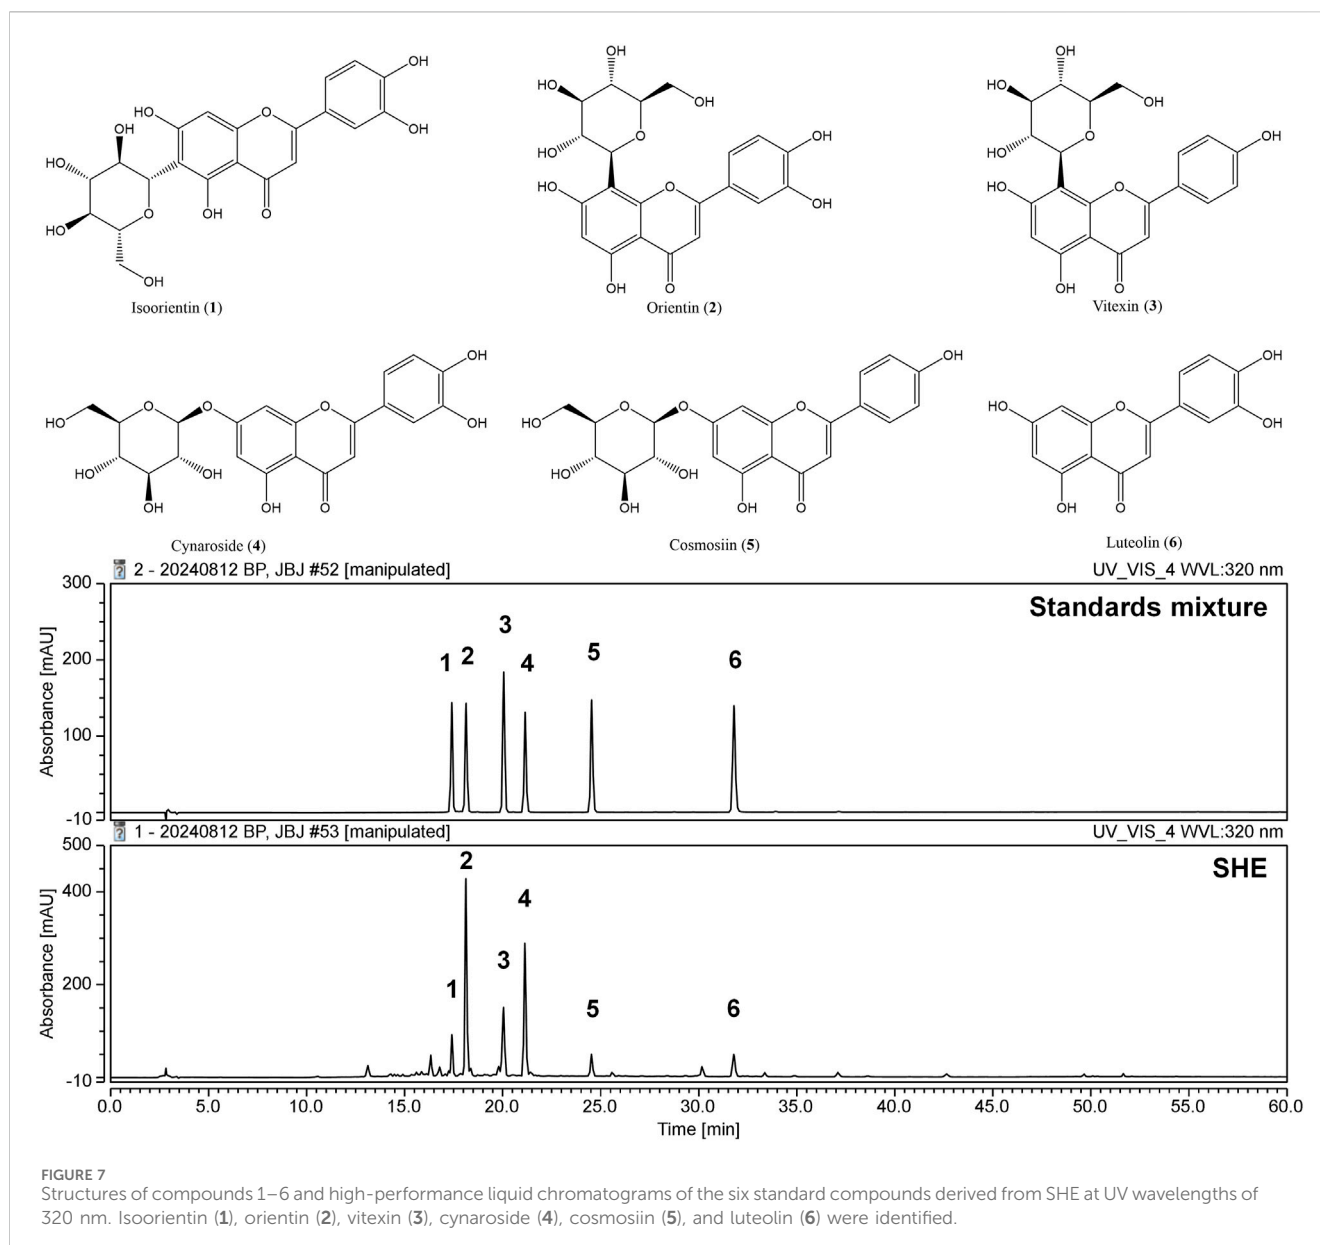 OH
OH
HO
O
OH
HO
OH
O
HO
OH
O
OH
Isoorientin (1)
OH
HO
OH
O
HO
OH
HO
O
OH
OH
O
Orientin (2)
OH
HO
OH
O
HO
OH
HO
O
OH
O
Vitexin (3)
OH
O
O
O
HO
OH
HO
OH
OH
OH
O
Cynaroside (4)
OH
O
O
O
HO
HO
OH
OH
OH
O
Cosmosiin (5)
OH
HO
O
OH
OH
O
Luteolin (6)
2 - 20240812 BP, JBJ #52 [manipulated] UV_VIS_4 WVL:320 nm
300
Standards mixture
3
200
1 2 4 5 6
100
-10
Absorbance [mAU]
1 - 20240812 BP, JBJ #53 [manipulated] UV_VIS_4 WVL:320 nm
500
SHE
2
400
4
3
200
1
5 6
-10
Absorbance [mAU]
0.0 5.0 10.0 15.0 20.0 25.0 30.0 35.0 40.0 45.0 50.0 55.0 60.0
Time [min]
FIGURE 7
Structures of compounds 1–6 and high-performance liquid chromatograms of the six standard compounds derived from SHE at UV wavelengths of
320 nm. Isoorientin (1), orientin (2), vitexin (3), cynaroside (4), cosmosiin (5), and luteolin (6) were identified.